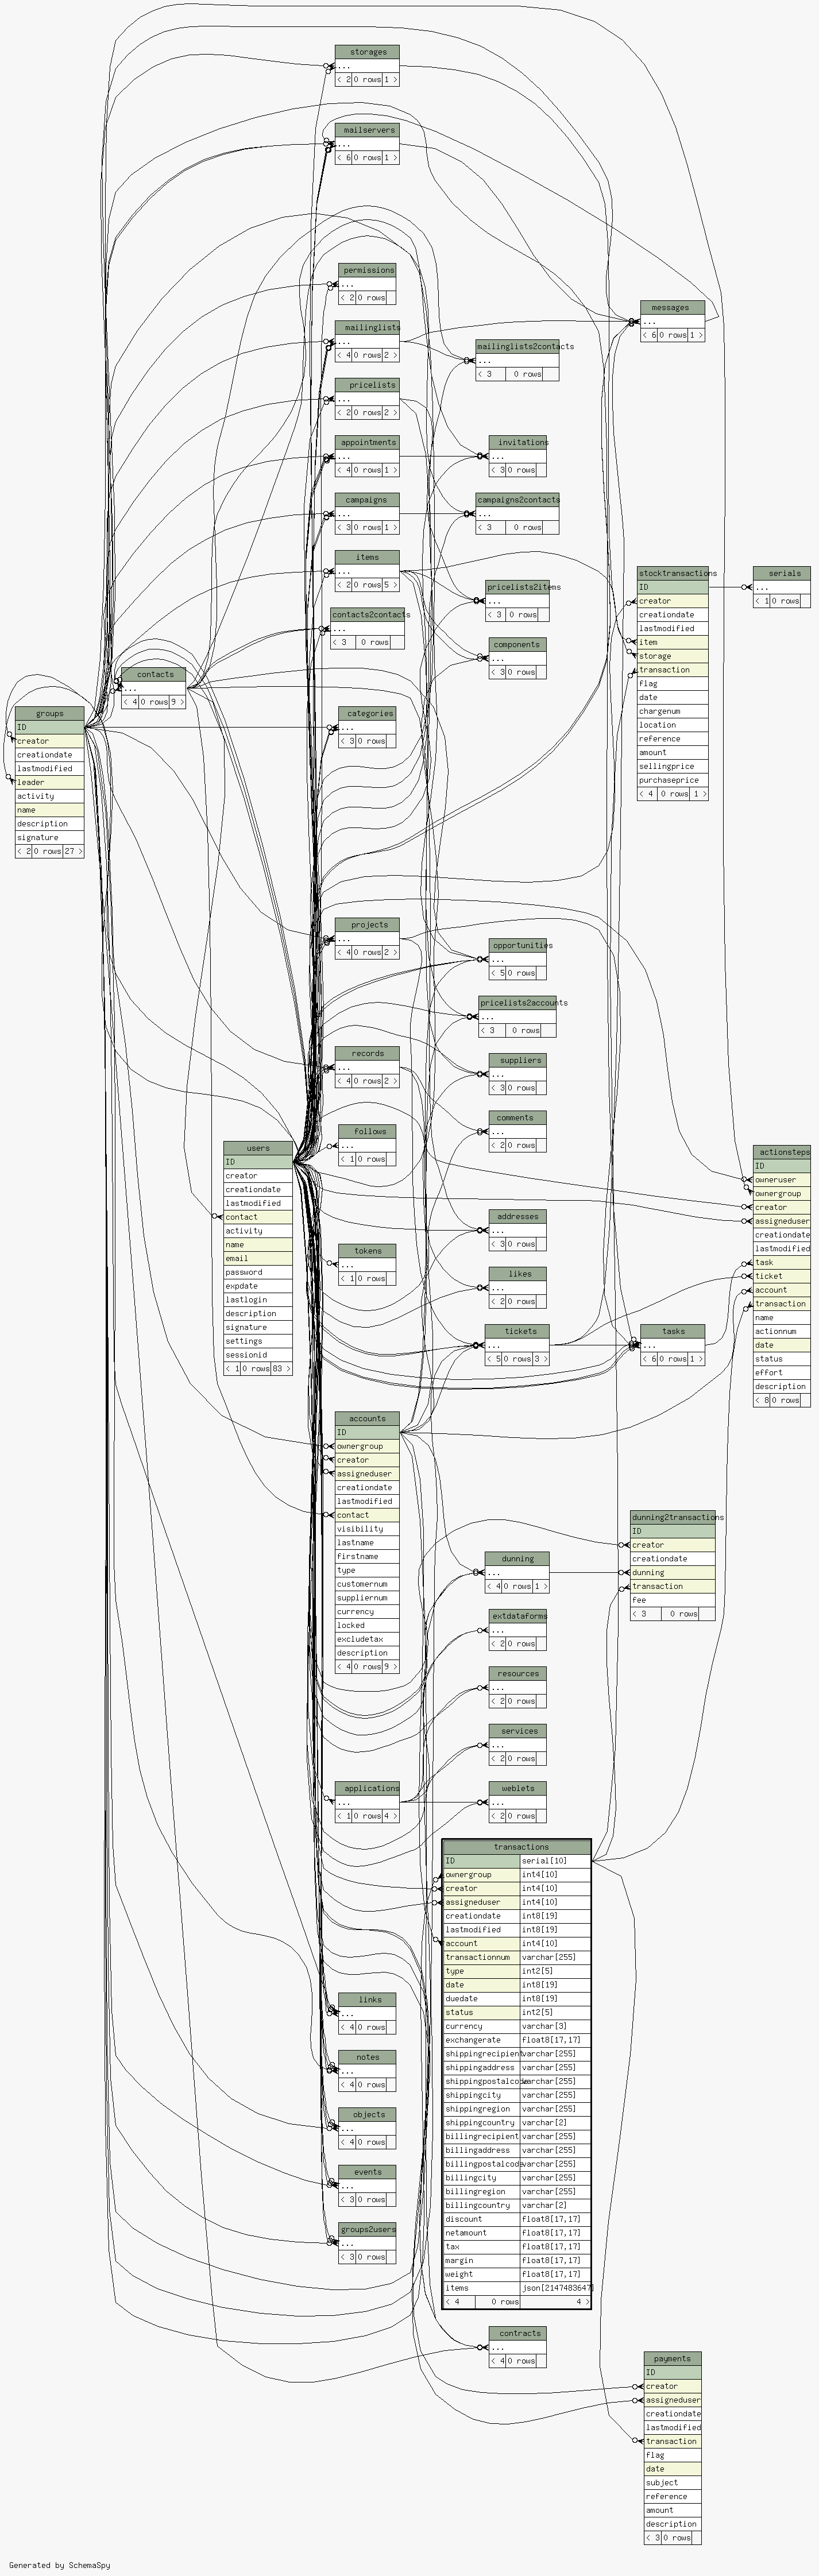 storages
...
< 2 0 rows 1 >
mailservers
...
< 6 0 rows 1 >
permissions
...
< 2 0 rows
mailinglists
...
< 4 0 rows 2 >
pricelists
...
< 2 0 rows 2 >
appointments
...
< 4 0 rows 1 >
campaigns
...
< 3 0 rows 1 >
items
...
< 2 0 rows 5 >
contacts2contacts
...
< 3 0 rows
categories
...
< 3 0 rows
messages
...
< 6 0 rows 1 >
mailinglists2contacts
...
< 3 0 rows
invitations
...
< 3 0 rows
campaigns2contacts
...
< 3 0 rows
pricelists2items
...
< 3 0 rows
components
...
< 3 0 rows
stocktransactions
ID
creator
creationdate
lastmodified
item
storage
transaction
flag
date
chargenum
location
reference
amount
sellingprice
purchaseprice
< 4 0 rows 1 >
serials
...
< 1 0 rows
contacts
...
< 4 0 rows 9 >
groups
ID
creator
creationdate
lastmodified
leader
activity
name
description
signature
< 2 0 rows 27 >
projects
...
< 4 0 rows 2 >
opportunities
...
< 5 0 rows
pricelists2accounts
...
< 3 0 rows
records
...
< 4 0 rows 2 >
suppliers
...
< 3 0 rows
follows
...
< 1 0 rows
comments
...
< 2 0 rows
users
ID
creator
creationdate
lastmodified
contact
activity
name
email
password
expdate
lastlogin
description
signature
settings
sessionid
< 1 0 rows 83 >
addresses
...
< 3 0 rows
tokens
...
< 1 0 rows
likes
...
< 2 0 rows
tickets
...
< 5 0 rows 3 >
tasks
...
< 6 0 rows 1 >
actionsteps
ID
owneruser
ownergroup
creator
assigneduser
creationdate
lastmodified
task
ticket
account
transaction
name
actionnum
date
status
effort
description
< 8 0 rows
accounts
ID
ownergroup
creator
assigneduser
creationdate
lastmodified
contact
visibility
lastname
firstname
type
customernum
suppliernum
currency
locked
excludetax
description
< 4 0 rows 9 >
dunning2transactions
ID
creator
creationdate
dunning
transaction
fee
< 3 0 rows
dunning
...
< 4 0 rows 1 >
extdataforms
...
< 2 0 rows
resources
...
< 2 0 rows
services
...
< 2 0 rows
applications
...
< 1 0 rows 4 >
weblets
...
< 2 0 rows
transactions
ID serial[10]
ownergroup int4[10]
creator int4[10]
assigneduser int4[10]
creationdate int8[19]
lastmodified int8[19]
account int4[10]
transactionnum varchar[255]
type int2[5]
date int8[19]
duedate int8[19]
status int2[5]
currency varchar[3]
exchangerate float8[17,17]
shippingrecipient varchar[255]
shippingaddress varchar[255]
shippingpostalcode varchar[255]
shippingcity varchar[255]
shippingregion varchar[255]
shippingcountry varchar[2]
billingrecipient varchar[255]
billingaddress varchar[255]
billingpostalcode varchar[255]
billingcity varchar[255]
billingregion varchar[255]
billingcountry varchar[2]
discount float8[17,17]
netamount float8[17,17]
tax float8[17,17]
margin float8[17,17]
weight float8[17,17]
items json[2147483647]
< 4 0 rows 4 >
links
...
< 4 0 rows
notes
...
< 4 0 rows
objects
...
< 4 0 rows
events
...
< 3 0 rows
groups2users
...
< 3 0 rows
contracts
...
< 4 0 rows
payments
ID
creator
assigneduser
creationdate
lastmodified
transaction
flag
date
subject
reference
amount
description
< 3 0 rows
Generated by SchemaSpy